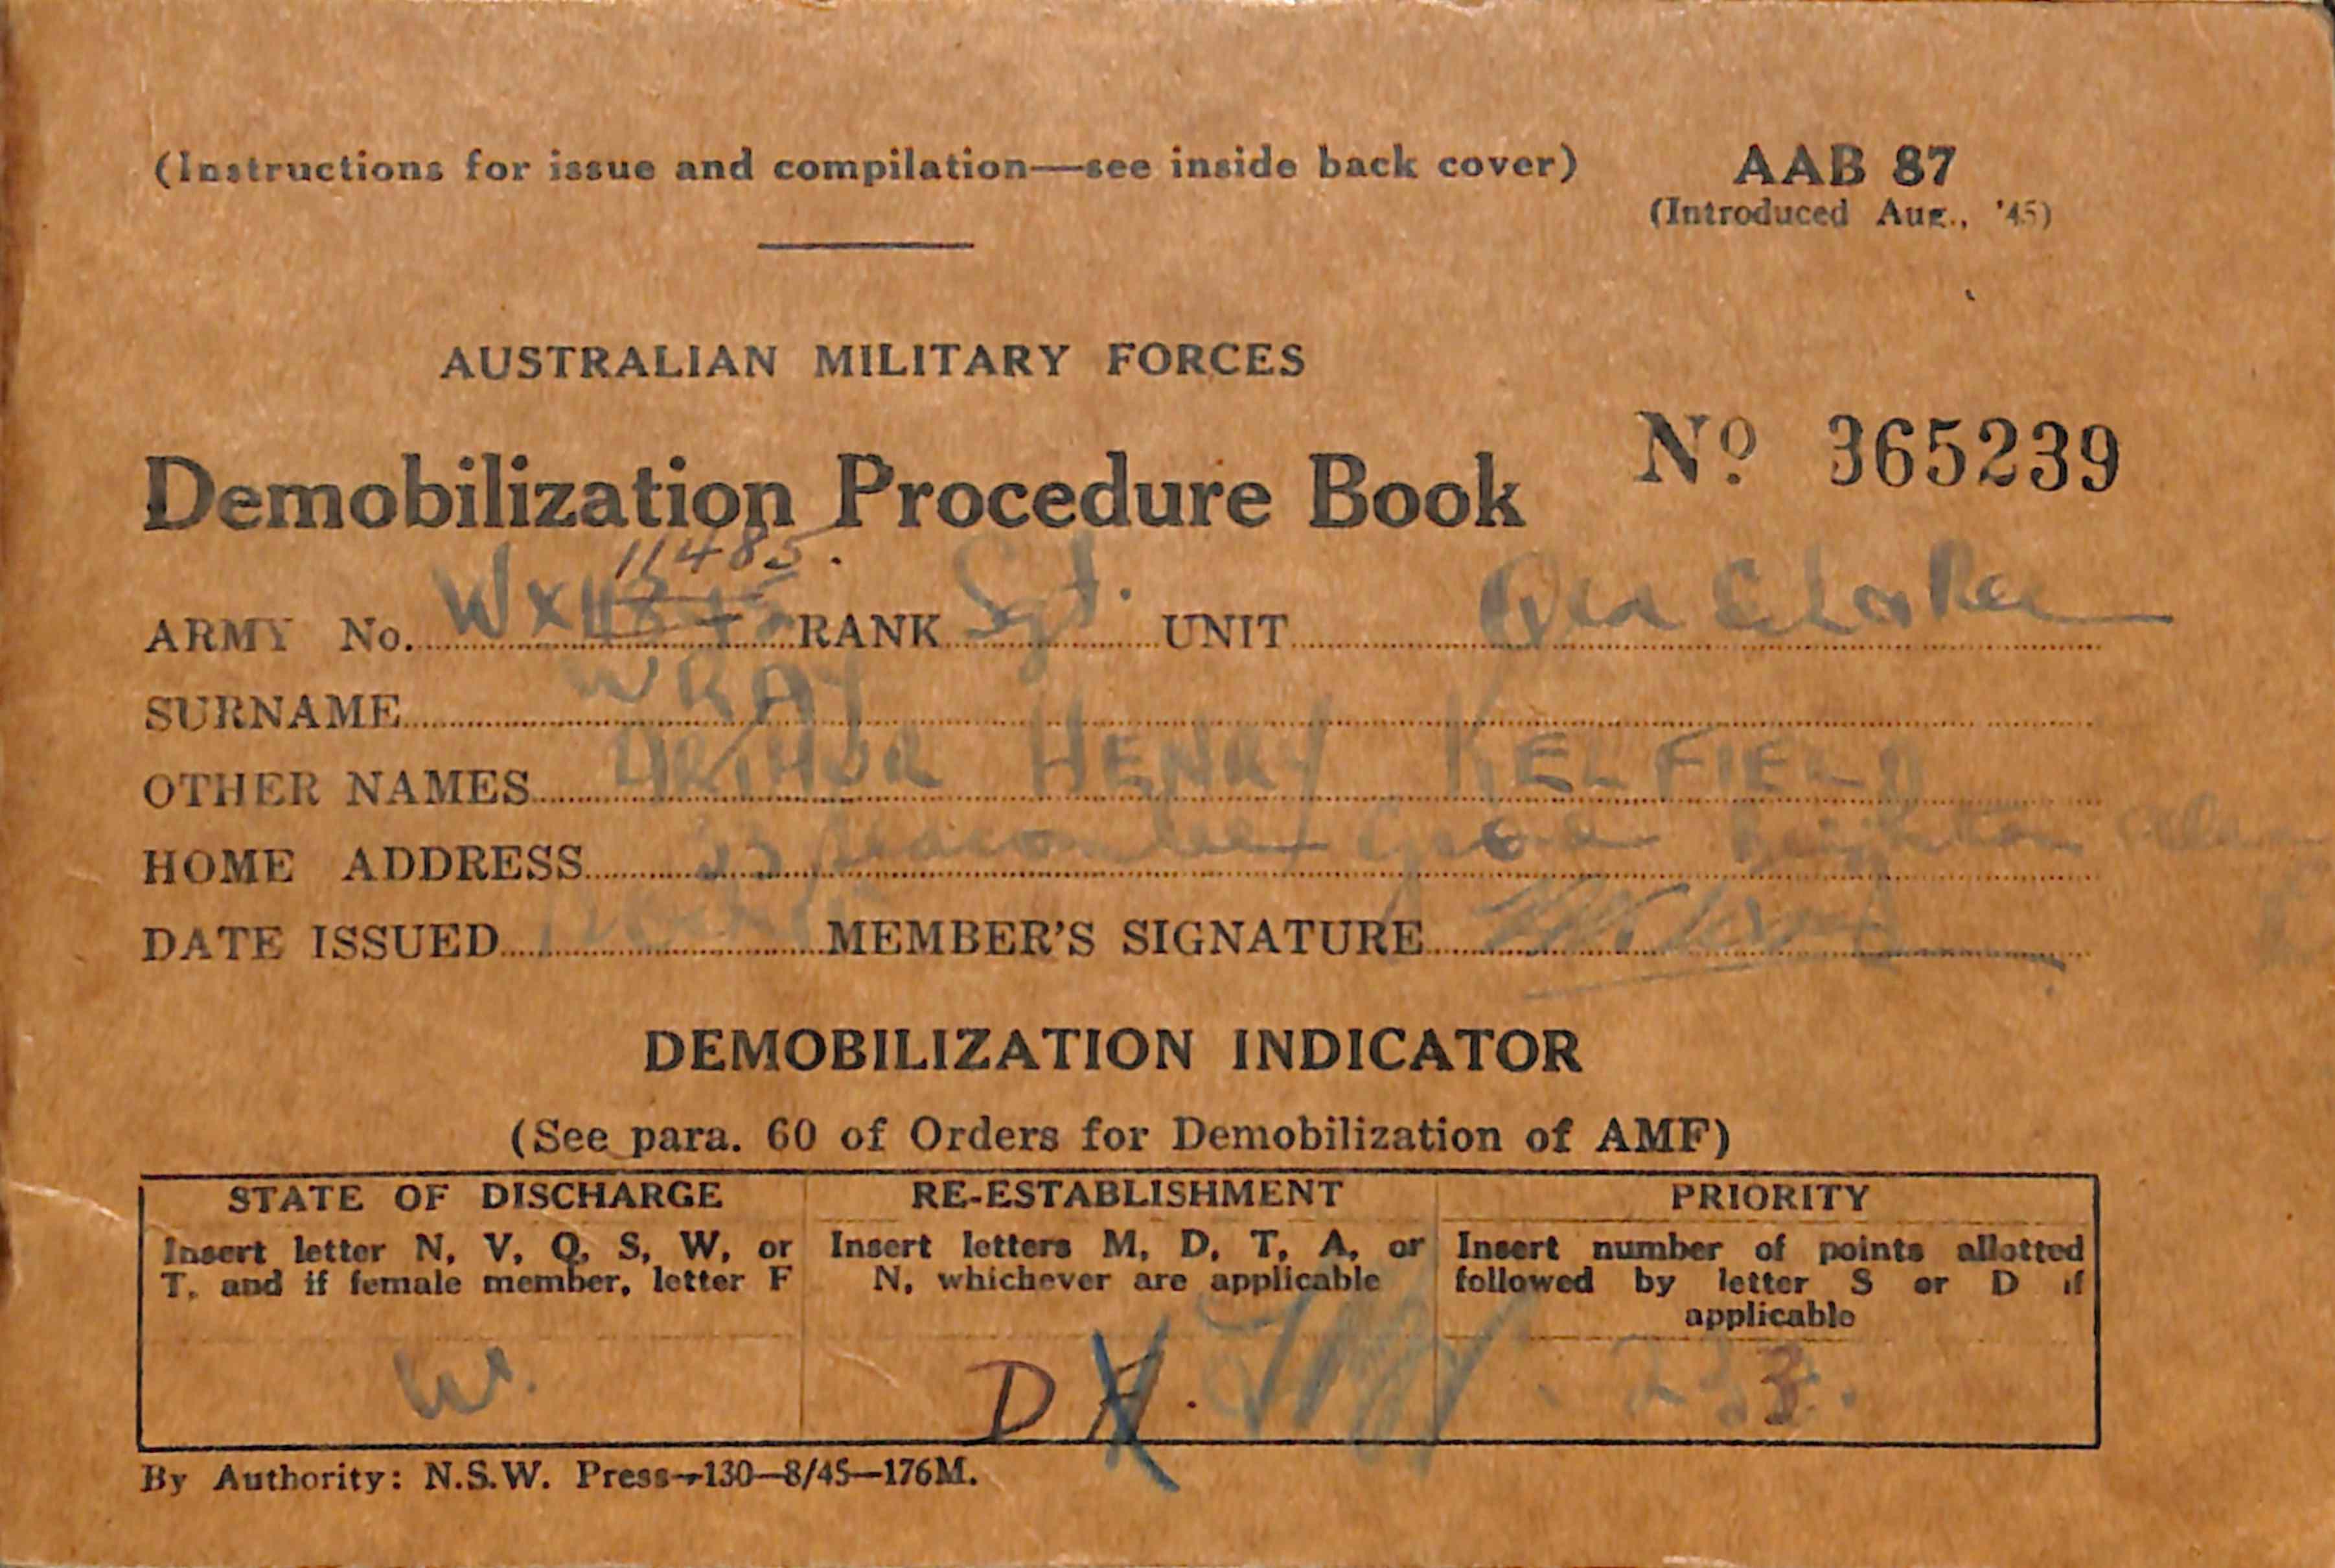 (Instructions for issue and compilation—see inside back cover)
AAB 87
(Introduced Aug., '45)
AUSTRALIAN MILITARY FORCES
Demobilization Procedure Book
Nº 365239
11485.
ARMY No. WX RANK Sgt. UNIT
SURNAME WRAY
OTHER NAMES ARTHUR HENRY KELFIELD
HOME ADDRESS Brighton
DATE ISSUED MEMBER'S SIGNATURE
DEMOBILIZATION INDICATOR
(See para. 60 of Orders for Demobilization of AMF)
STATE OF DISCHARGE
Insert letter N, V, Q, S, W, or
T, and if female member, letter F
W.
RE-ESTABLISHMENT
Insert letters M, D, T, A, or
N, whichever are applicable
D
PRIORITY
Insert number of points allotted
followed by letter S or D if
applicable
By Authority: N.S.W. Press—130—8/45—176M.